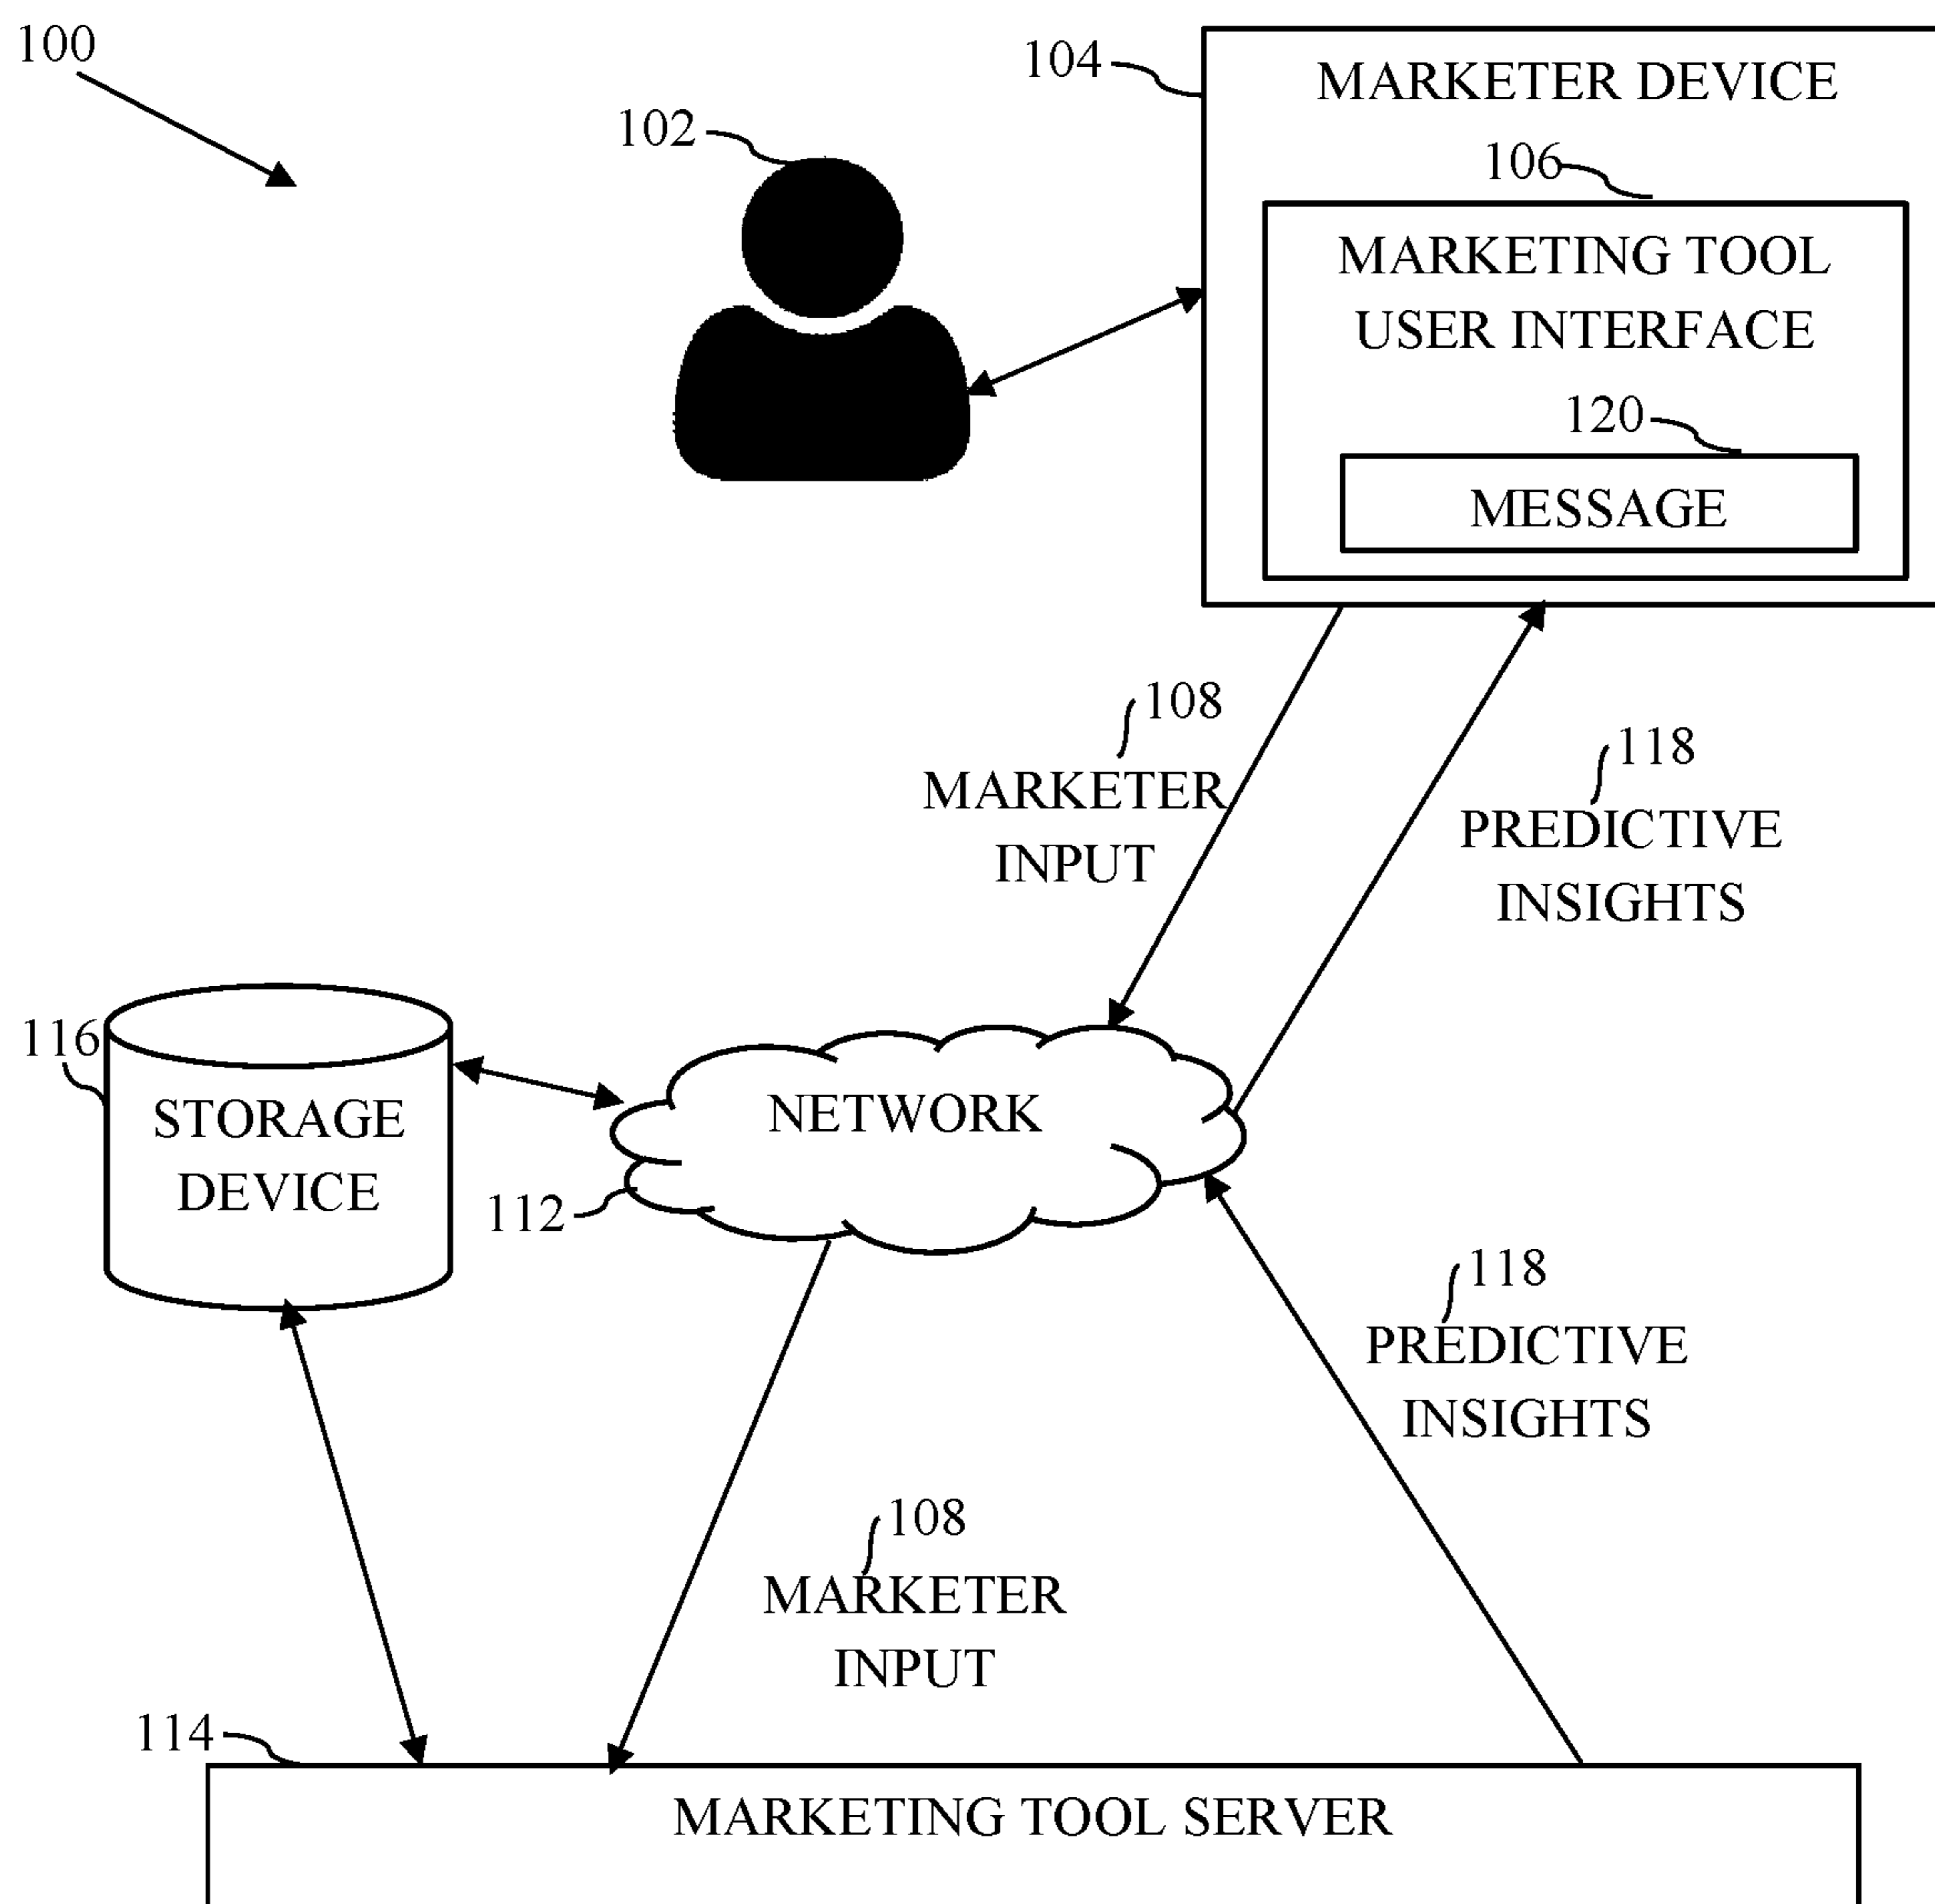 100
104
MARKETER DEVICE
102
106
MARKETING TOOL
USER INTERFACE
120
MESSAGE
108
MARKETER
INPUT
118
PREDICTIVE
INSIGHTS
116
STORAGE
DEVICE
NETWORK
112
118
PREDICTIVE
INSIGHTS
108
MARKETER
INPUT
114
MARKETING TOOL SERVER